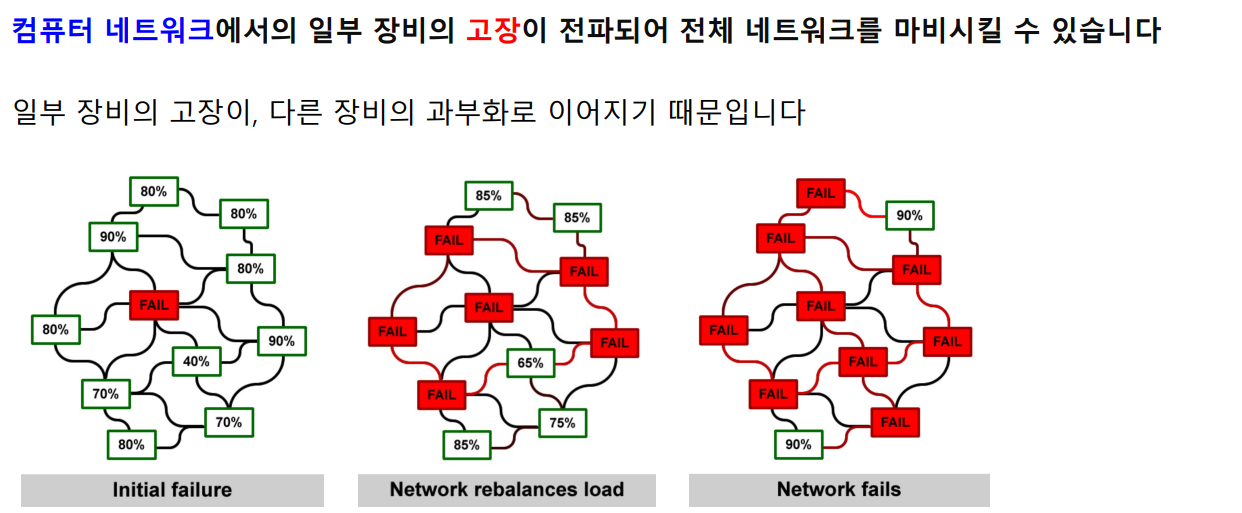 컴퓨터 네트워크에서의 일부 장비의 고장이 전파되어 전체 네트워크를 마비시킬 수 있습니다
일부 장비의 고장이, 다른 장비의 과부화로 이어지기 때문입니다
80%
80%
90%
80%
FAIL
80%
90%
40%
70%
70%
80%
Initial failure
85%
85%
FAIL
FAIL
FAIL
FAIL
FAIL
65%
FAIL
75%
85%
Network rebalances load
FAIL
90%
FAIL
FAIL
FAIL
FAIL
FAIL
FAIL
FAIL
FAIL
90%
Network fails